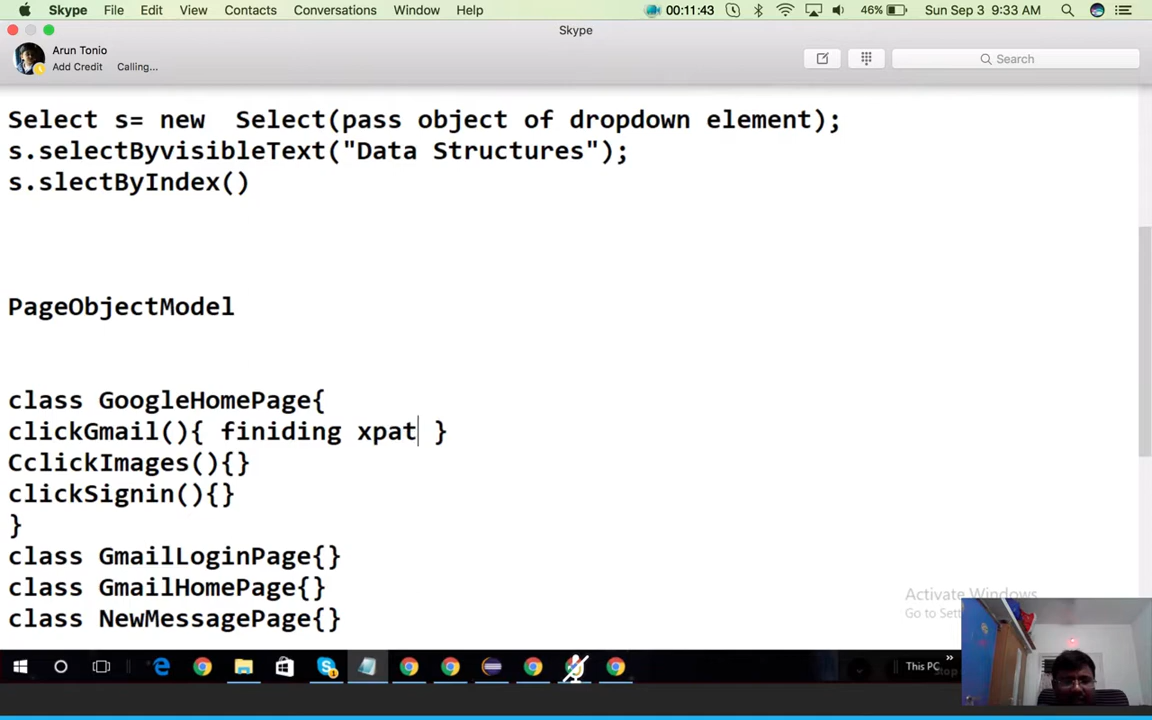 Skype File Edit View Contacts Conversations Window Help 00:11:43 46% Sun Sep 3 9:33 AM
Skype
Arun Tonio
Add Credit Calling...
Search
Select s= new Select(pass object of dropdown element);
s.selectByvisibleText("Data Structures");
s.slectByIndex()
PageObjectModel
class GoogleHomePage{
clickGmail(){ finiding xpat }
CclickImages(){}
clickSignin(){}
}
class GmailLoginPage{}
class GmailHomePage{}
class NewMessagePage{}
Activate Windows
Go to
This PC